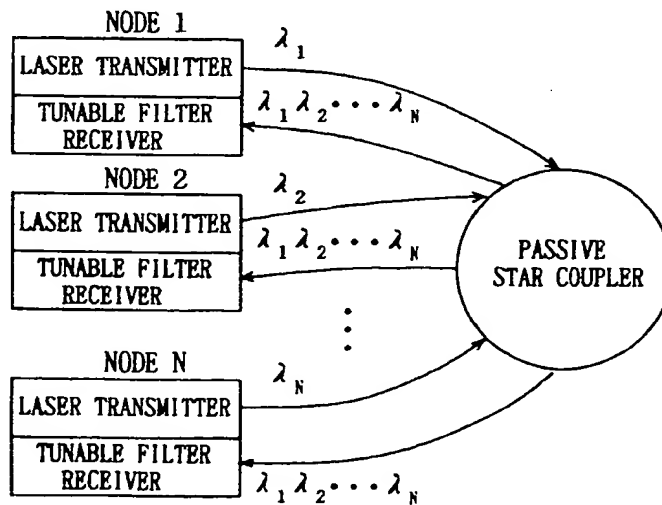 NODE 1
LASER TRANSMITTER
TUNABLE FILTER
RECEIVER
λ1
λ1 λ2 ··· λN
NODE 2
LASER TRANSMITTER
TUNABLE FILTER
RECEIVER
λ2
λ1 λ2 ··· λN
PASSIVE
STAR COUPLER
NODE N
LASER TRANSMITTER
TUNABLE FILTER
RECEIVER
λN
λ1 λ2 ··· λN